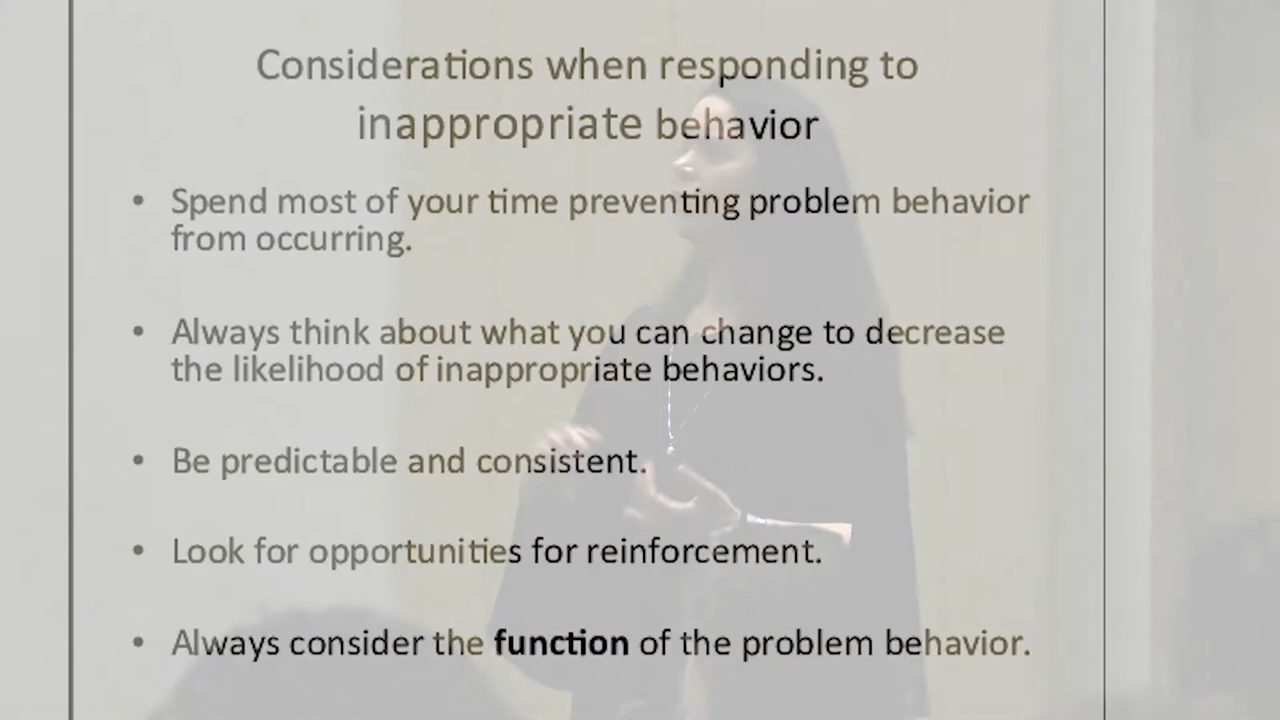 Considerations when responding to
inappropriate behavior
• Spend most of your time preventing problem behavior
from occurring.
• Always think about what you can change to decrease
the likelihood of inappropriate behaviors.
• Be predictable and consistent.
• Look for opportunities for reinforcement.
• Always consider the function of the problem behavior.